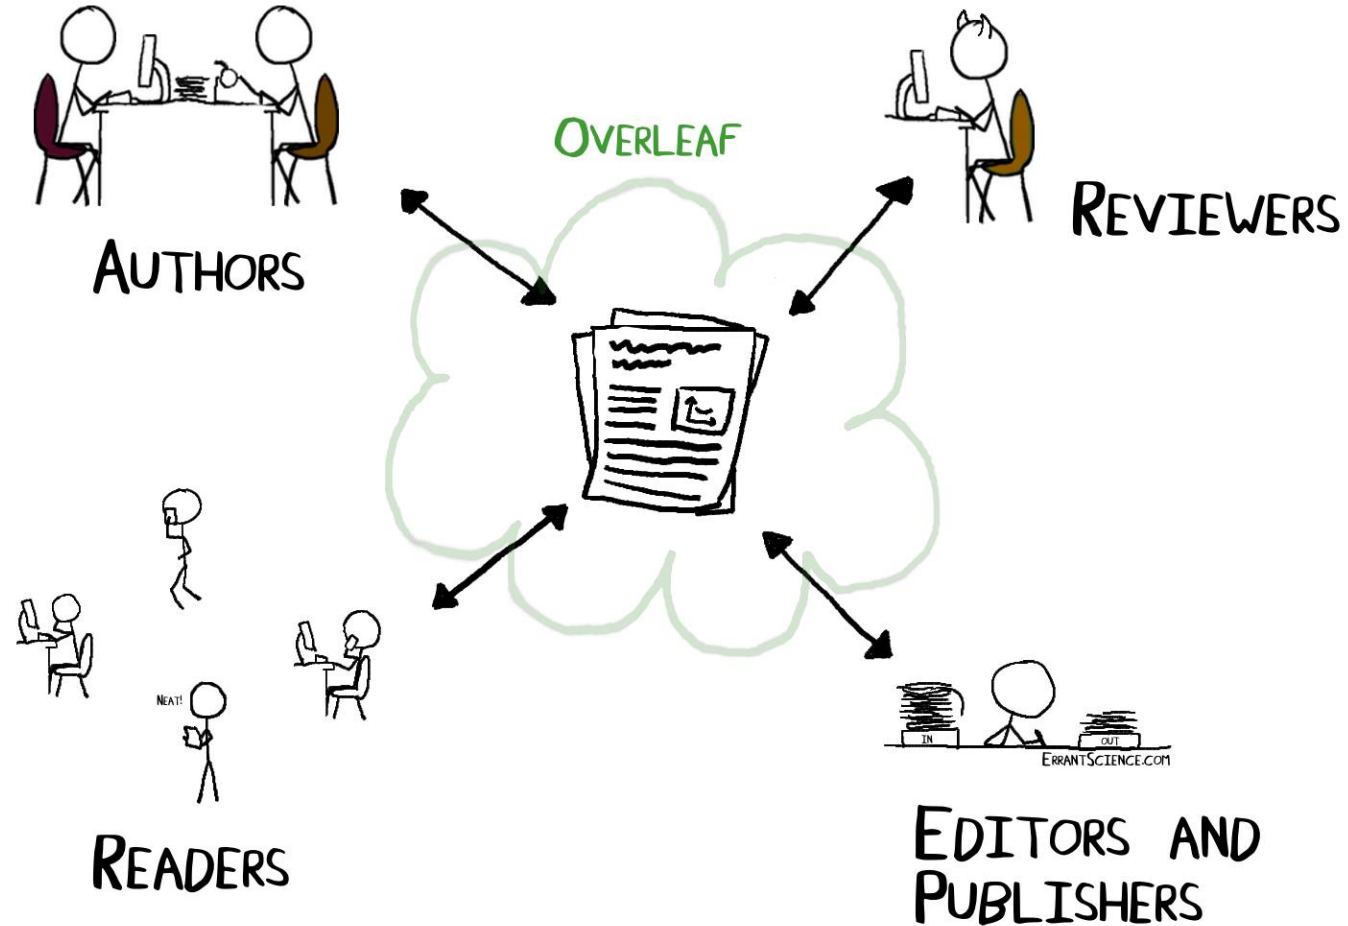 OVERLEAF
AUTHORS
REVIEWERS
NEAT!
READERS
IN
OUT
ERRANTSCIENCE.COM
EDITORS AND
PUBLISHERS